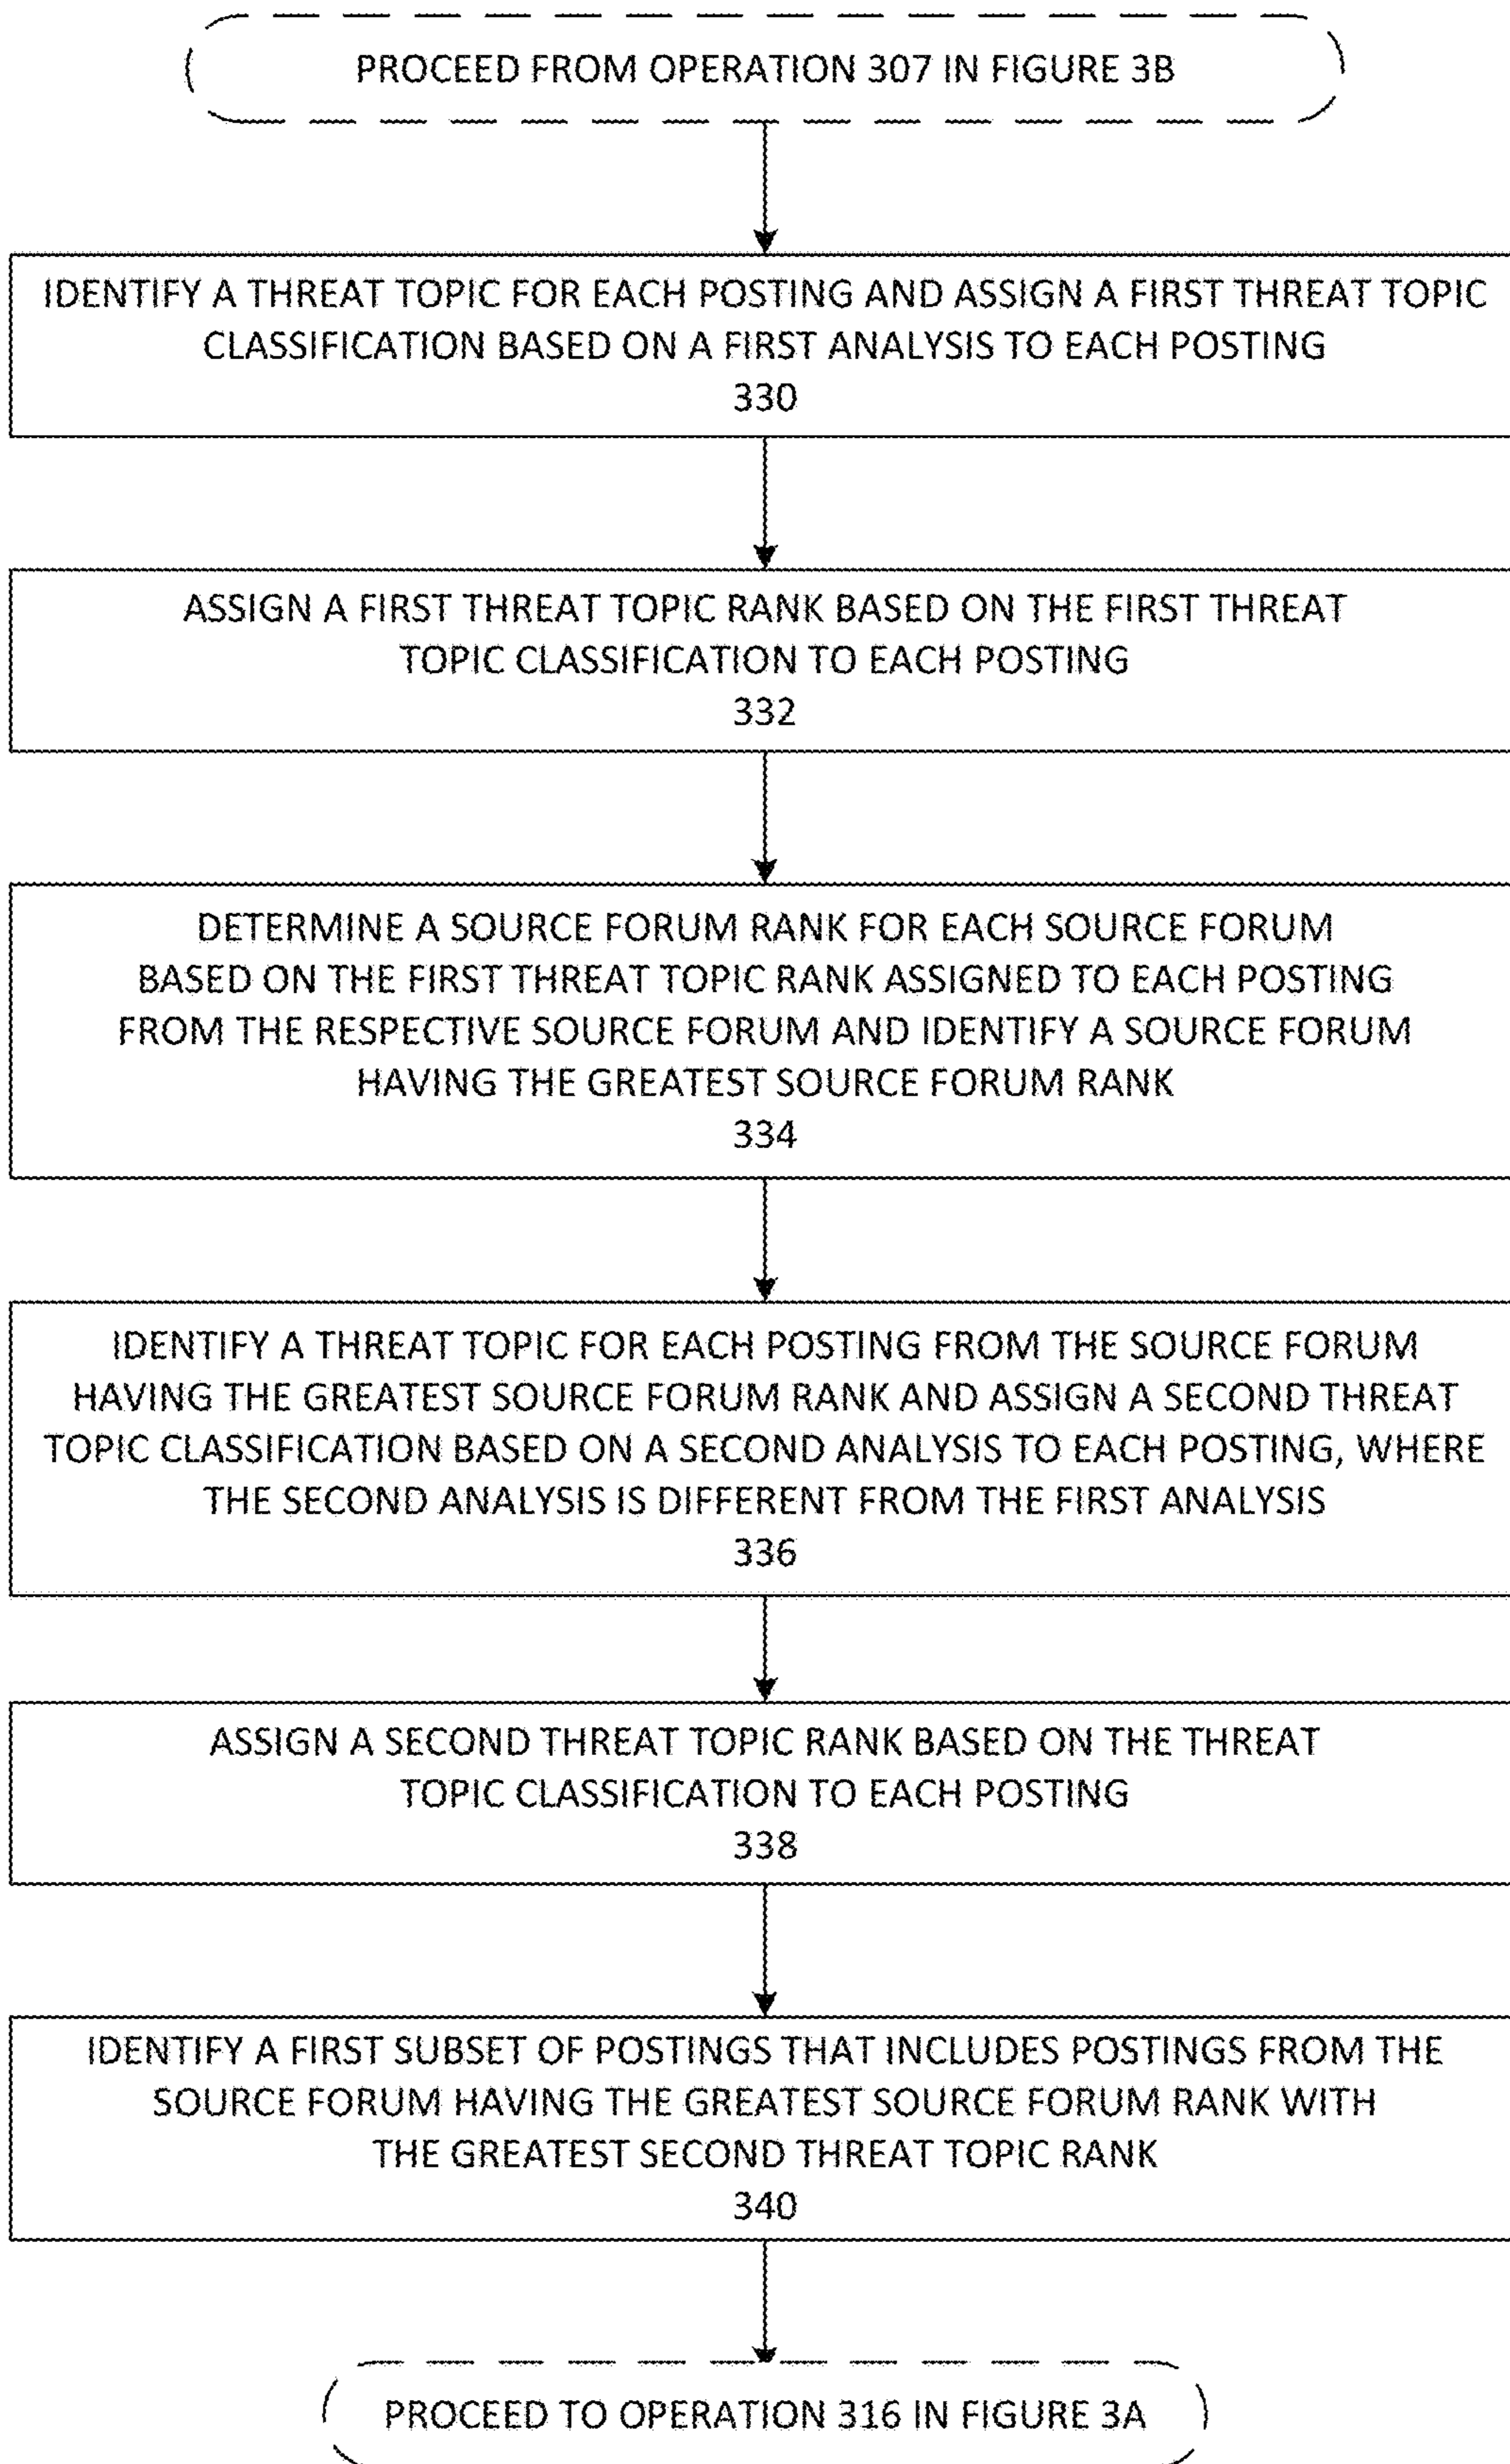 PROCEED FROM OPERATION 307 IN FIGURE 3B
IDENTIFY A THREAT TOPIC FOR EACH POSTING AND ASSIGN A FIRST THREAT TOPIC
CLASSIFICATION BASED ON A FIRST ANALYSIS TO EACH POSTING
330
ASSIGN A FIRST THREAT TOPIC RANK BASED ON THE FIRST THREAT
TOPIC CLASSIFICATION TO EACH POSTING
332
DETERMINE A SOURCE FORUM RANK FOR EACH SOURCE FORUM
BASED ON THE FIRST THREAT TOPIC RANK ASSIGNED TO EACH POSTING
FROM THE RESPECTIVE SOURCE FORUM AND IDENTIFY A SOURCE FORUM
HAVING THE GREATEST SOURCE FORUM RANK
334
IDENTIFY A THREAT TOPIC FOR EACH POSTING FROM THE SOURCE FORUM
HAVING THE GREATEST SOURCE FORUM RANK AND ASSIGN A SECOND THREAT
TOPIC CLASSIFICATION BASED ON A SECOND ANALYSIS TO EACH POSTING, WHERE
THE SECOND ANALYSIS IS DIFFERENT FROM THE FIRST ANALYSIS
336
ASSIGN A SECOND THREAT TOPIC RANK BASED ON THE THREAT
TOPIC CLASSIFICATION TO EACH POSTING
338
IDENTIFY A FIRST SUBSET OF POSTINGS THAT INCLUDES POSTINGS FROM THE
SOURCE FORUM HAVING THE GREATEST SOURCE FORUM RANK WITH
THE GREATEST SECOND THREAT TOPIC RANK
340
PROCEED TO OPERATION 316 IN FIGURE 3A